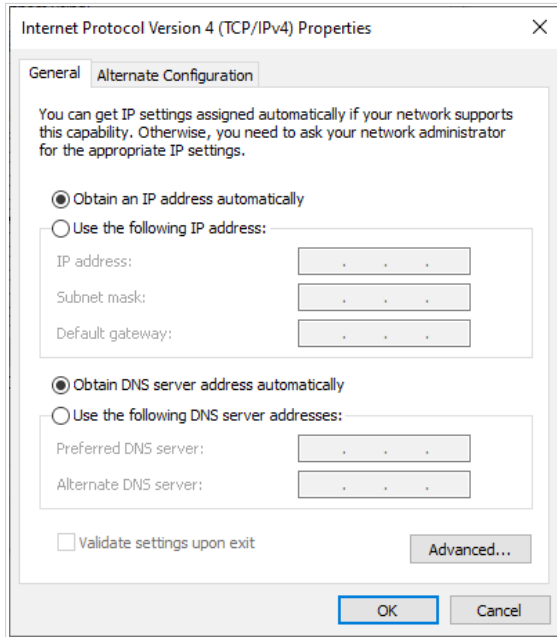 Internet Protocol Version 4 (TCP/IPv4) Properties
General
Alternate Configuration
You can get IP settings assigned automatically if your network supports
this capability. Otherwise, you need to ask your network administrator
for the appropriate IP settings.
Obtain an IP address automatically
Use the following IP address:
IP address:
Subnet mask:
Default gateway:
Obtain DNS server address automatically
Use the following DNS server addresses:
Preferred DNS server:
Alternate DNS server:
Validate settings upon exit
Advanced...
OK
Cancel